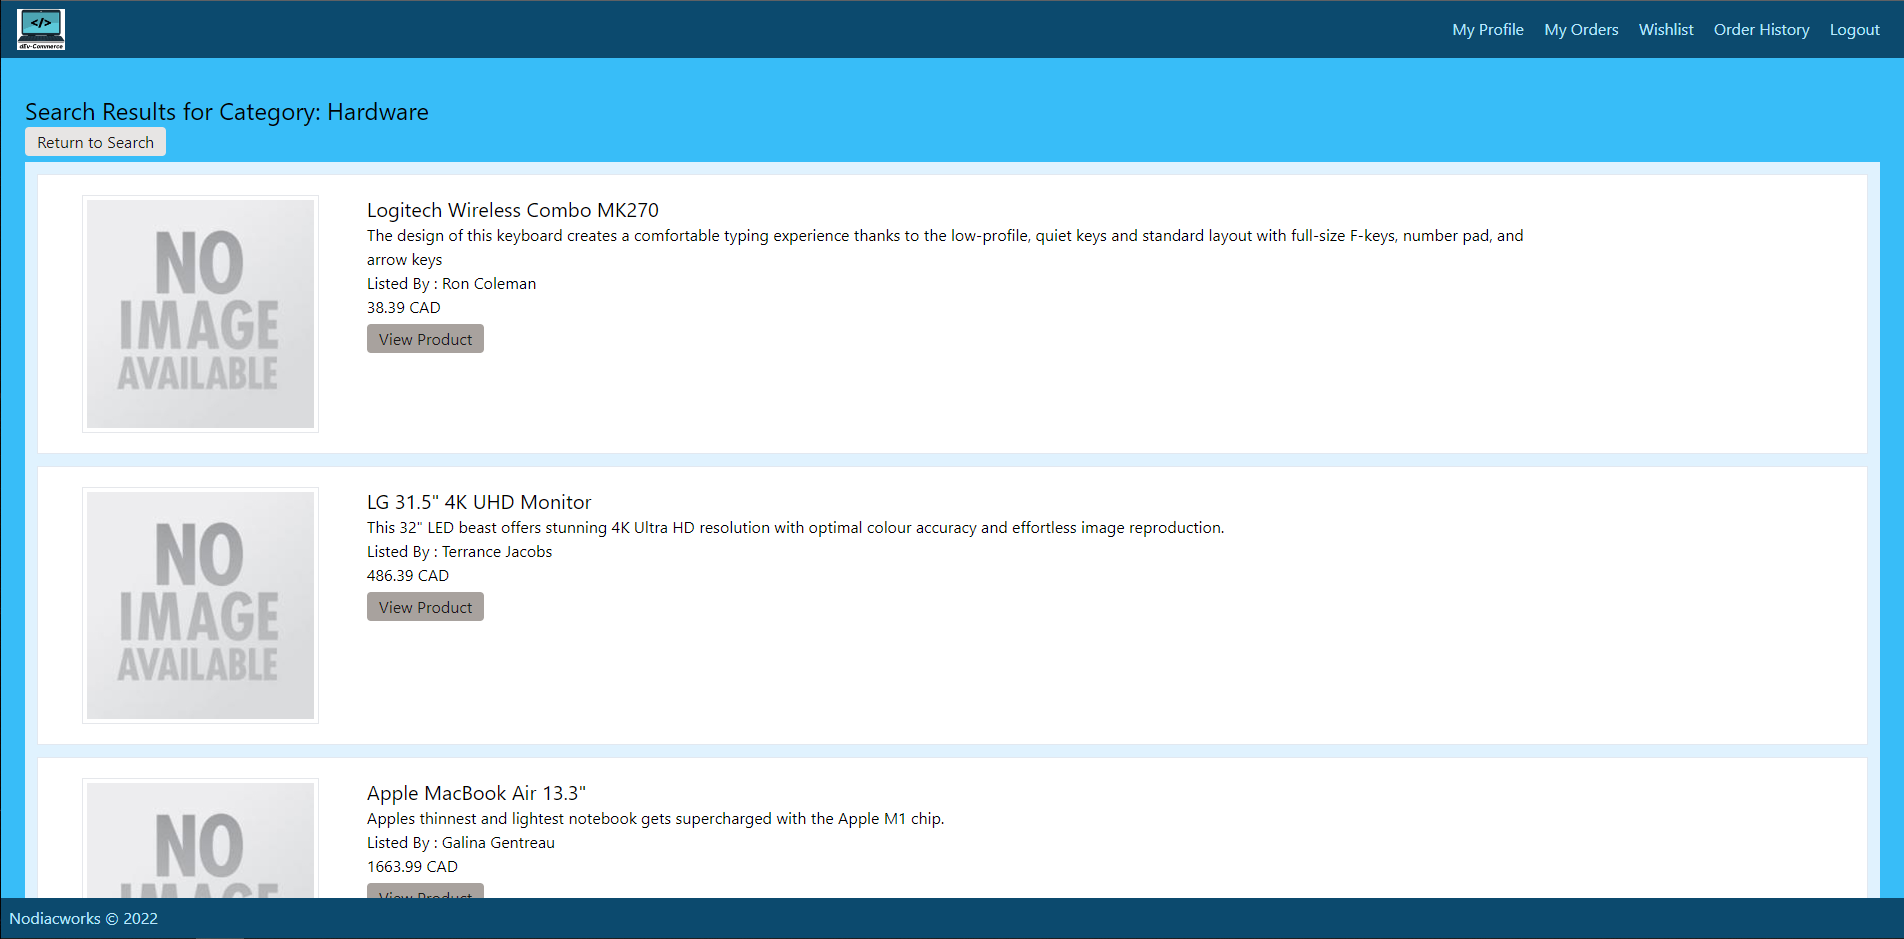 </>
dEv-Commerce
My Profile
My Orders
Wishlist
Order History
Logout
Search Results for Category: Hardware
Return to Search
NO
IMAGE
AVAILABLE
Logitech Wireless Combo MK270
The design of this keyboard creates a comfortable typing experience thanks to the low-profile, quiet keys and standard layout with full-size F-keys, number pad, and
arrow keys
Listed By : Ron Coleman
38.39 CAD
View Product
NO
IMAGE
AVAILABLE
LG 31.5" 4K UHD Monitor
This 32" LED beast offers stunning 4K Ultra HD resolution with optimal colour accuracy and effortless image reproduction.
Listed By : Terrance Jacobs
486.39 CAD
View Product
NO
IMAGE
Apple MacBook Air 13.3"
Apples thinnest and lightest notebook gets supercharged with the Apple M1 chip.
Listed By : Galina Gentreau
1663.99 CAD
View Product
Nodiacworks © 2022